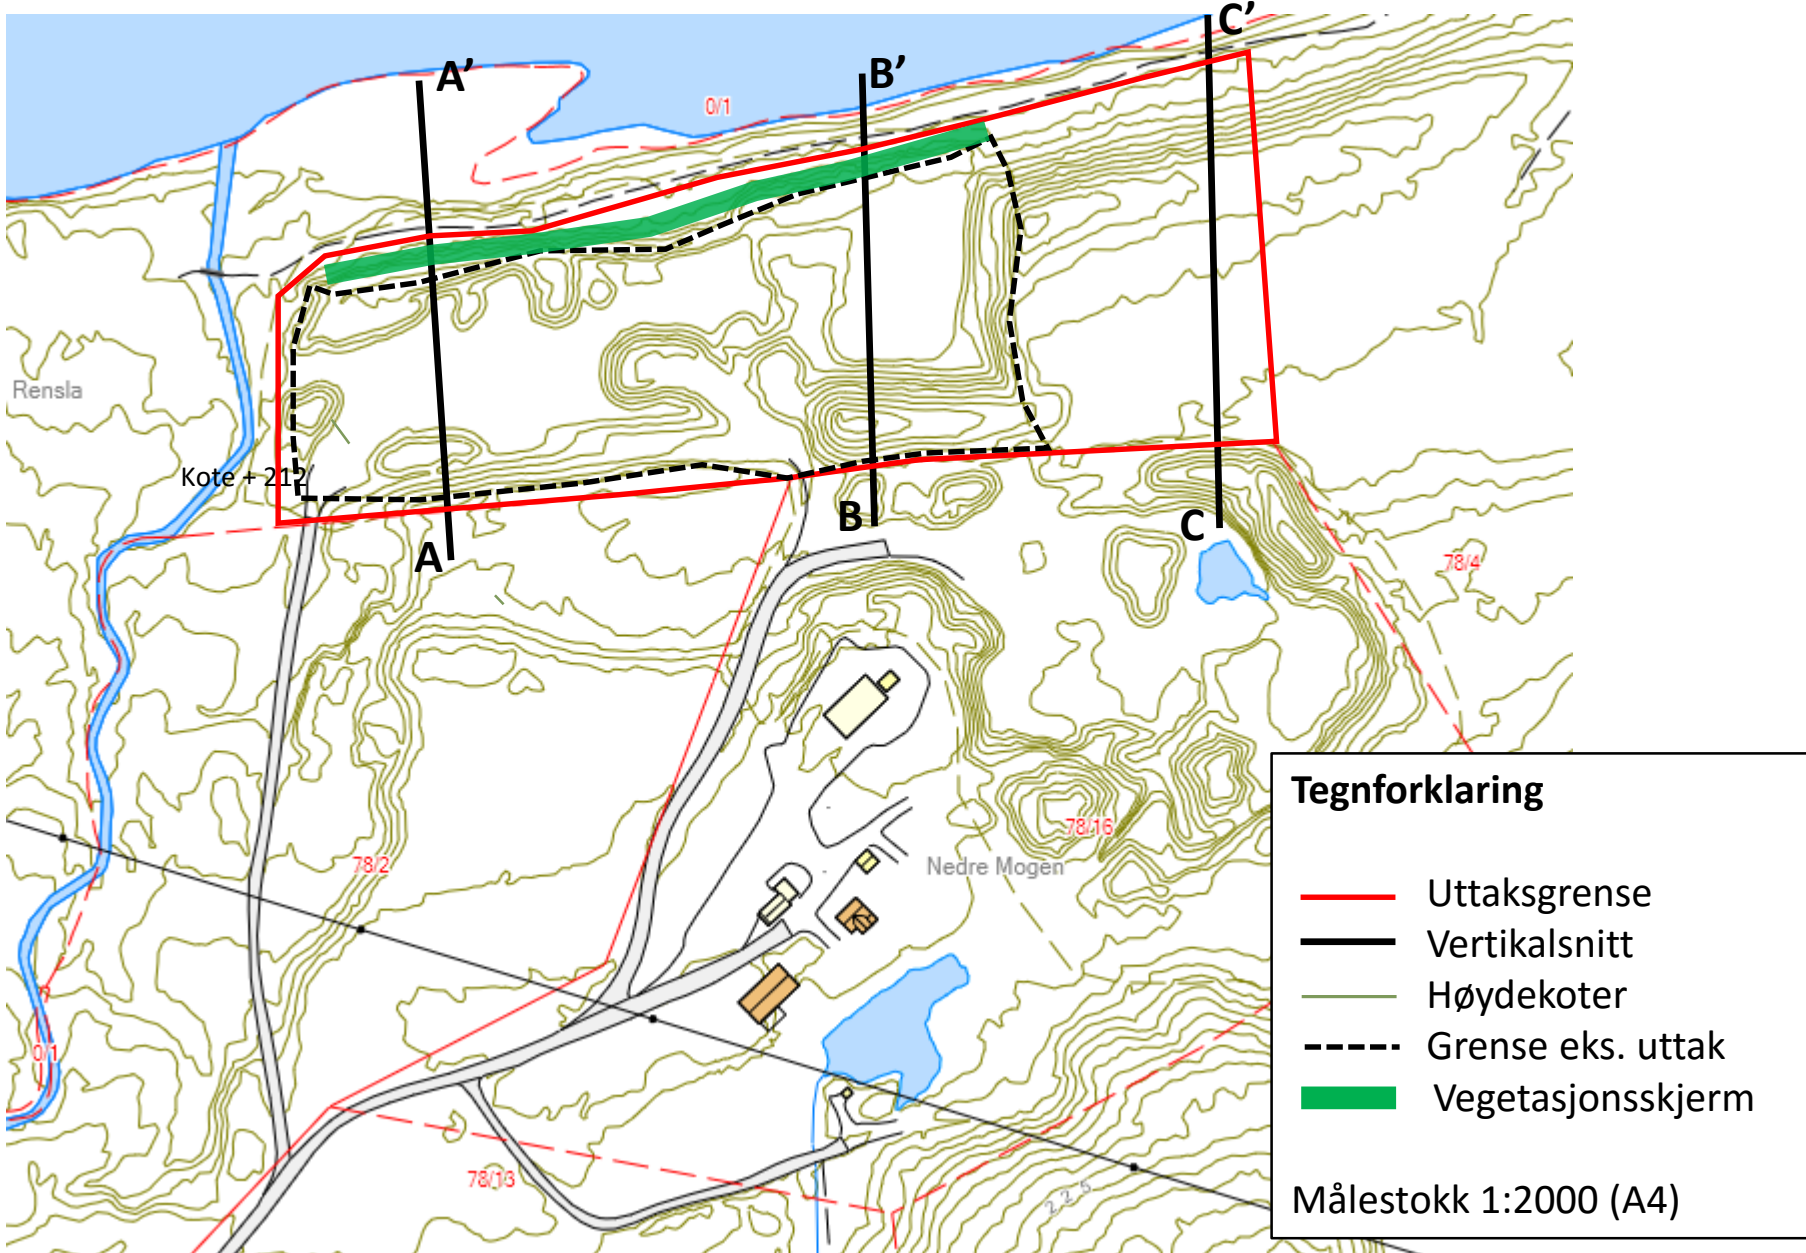 C’
A’
B’
0/1
Rensla
Kote + 212
B
C
A
78/4
78/16
78/2
Nedre Mogen
0/1
78/13
225
Tegnforklaring
Uttaksgrense
Vertikalsnitt
Høydekoter
Grense eks. uttak
Vegetasjonsskjerm
Målestokk 1:2000 (A4)